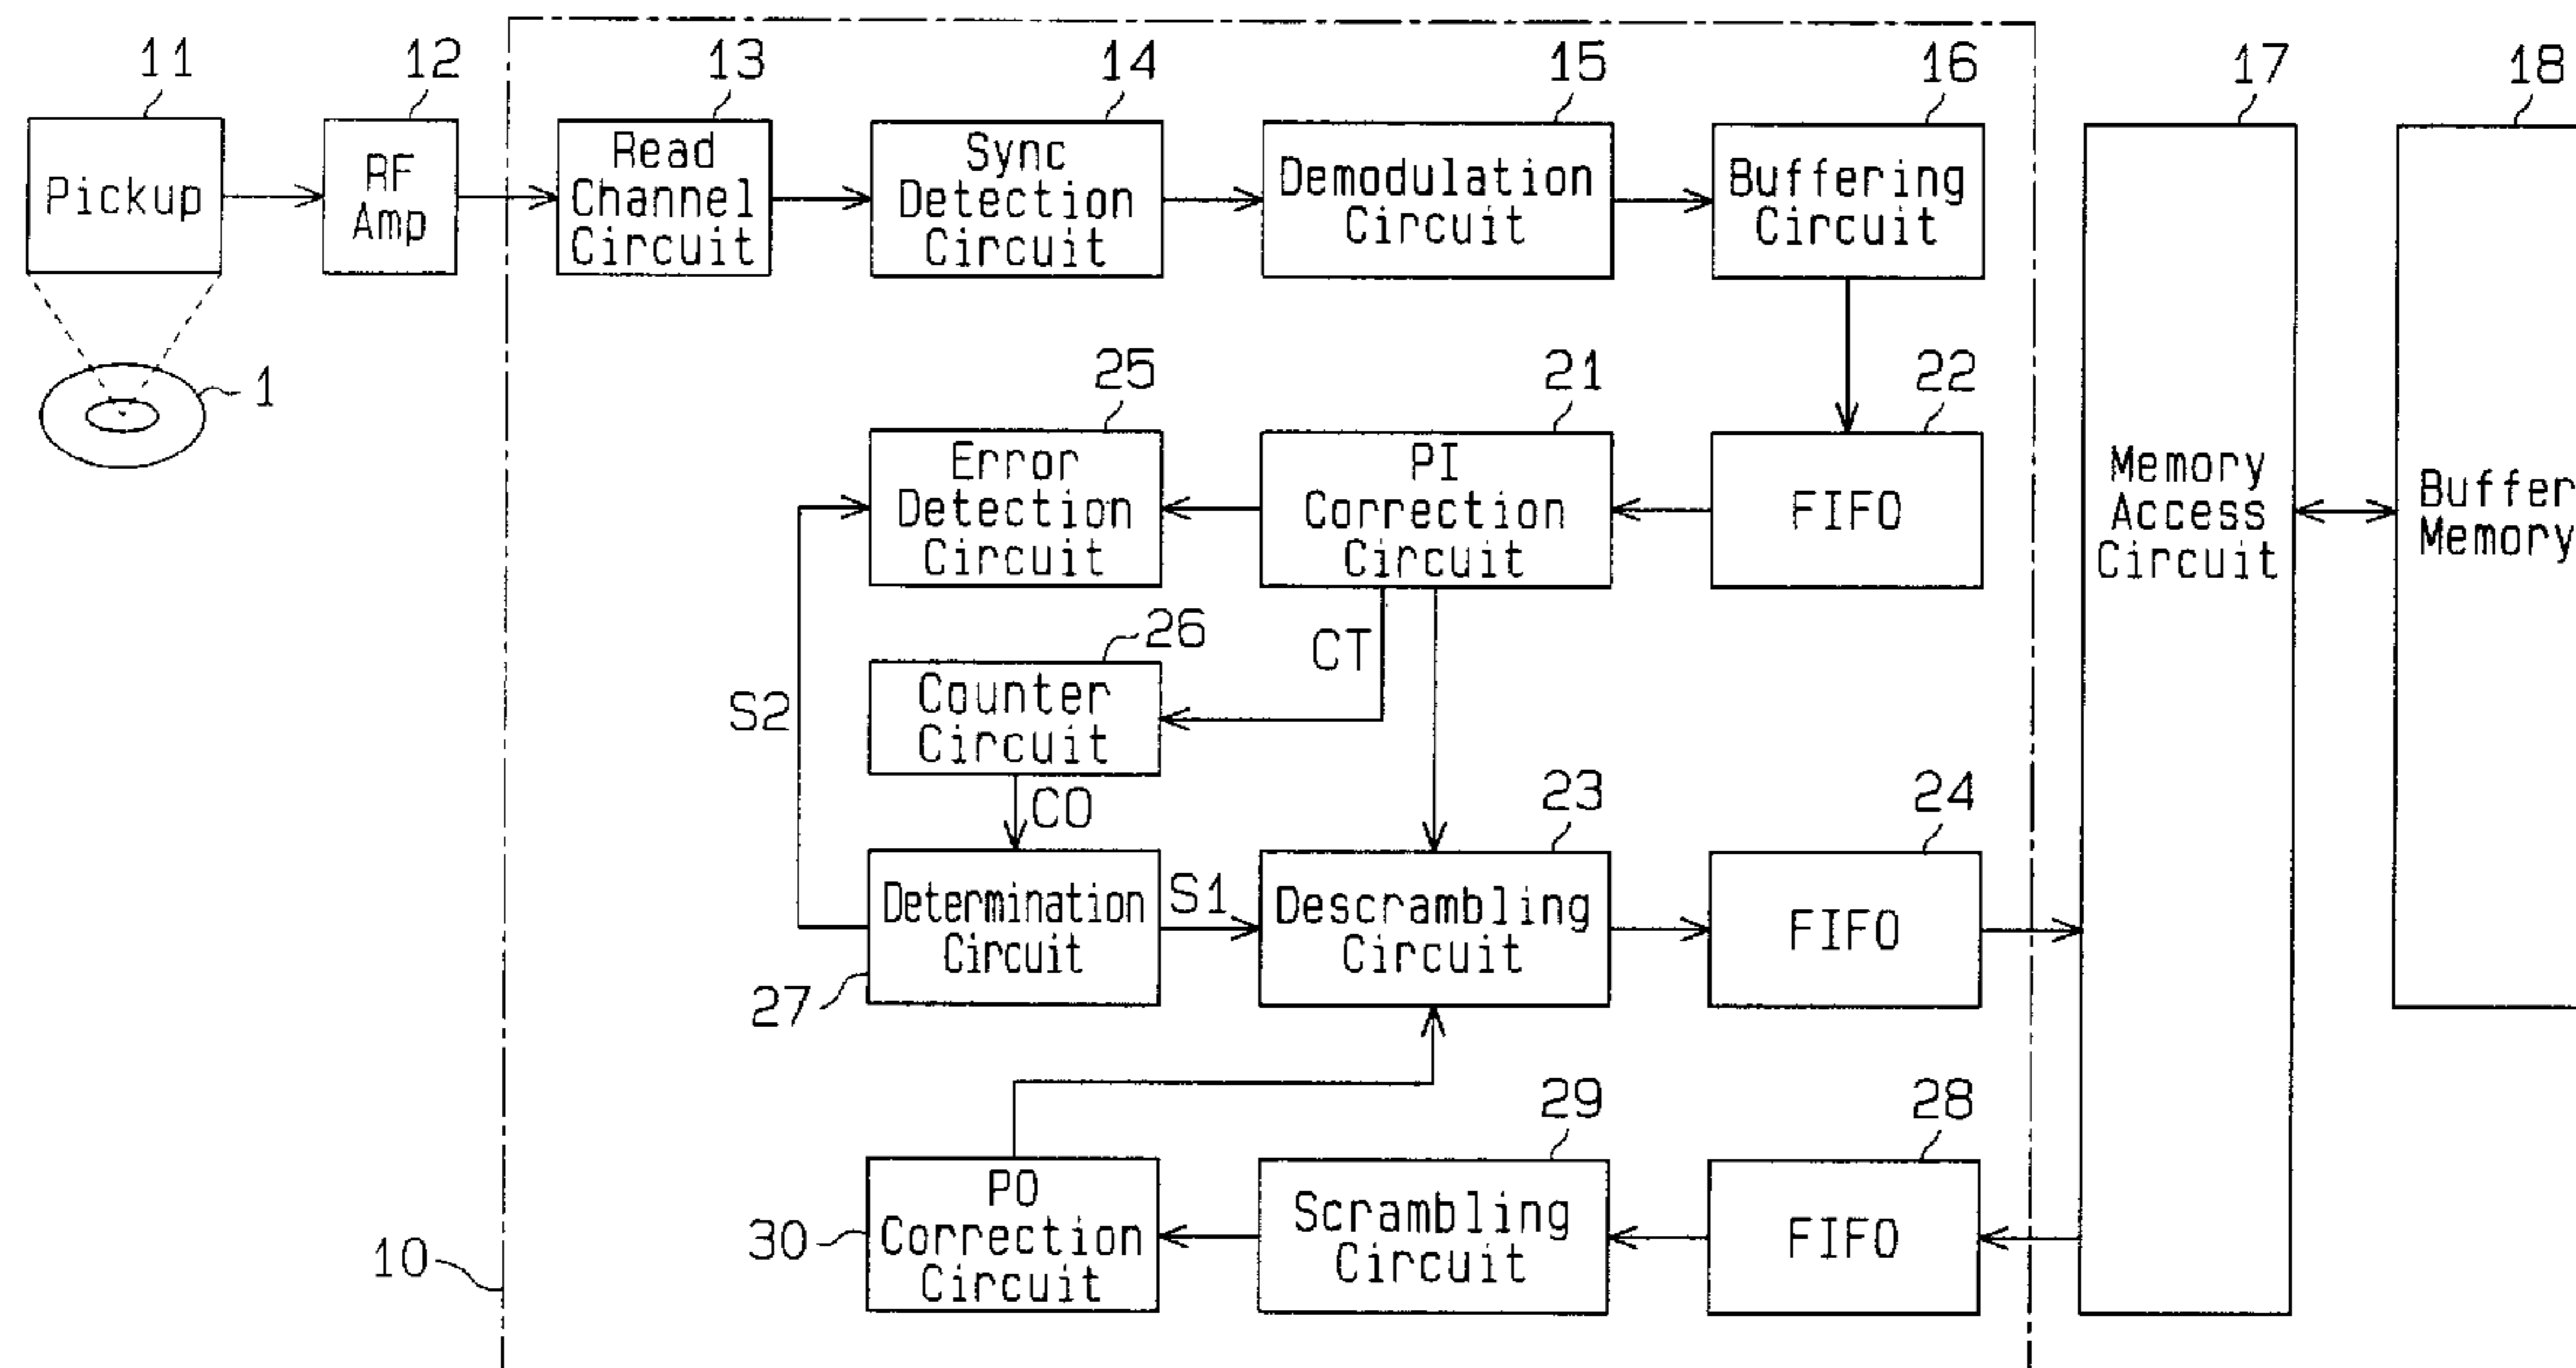 11
12
13
14
15
16
17
18
Pickup
RF
Amp
Read
Channel
Circuit
Sync
Detection
Circuit
Demodulation
Circuit
Buffering
Circuit
1
25
21
22
Error
Detection
Circuit
PI
Correction
Circuit
FIFO
Memory
Access
Circuit
Buffer
Memory
26
CT
S2
Counter
Circuit
CO
23
24
Determination
Circuit
S1
Descrambling
Circuit
FIFO
27
29
28
PO
Correction
Circuit
30
Scrambling
Circuit
FIFO
10